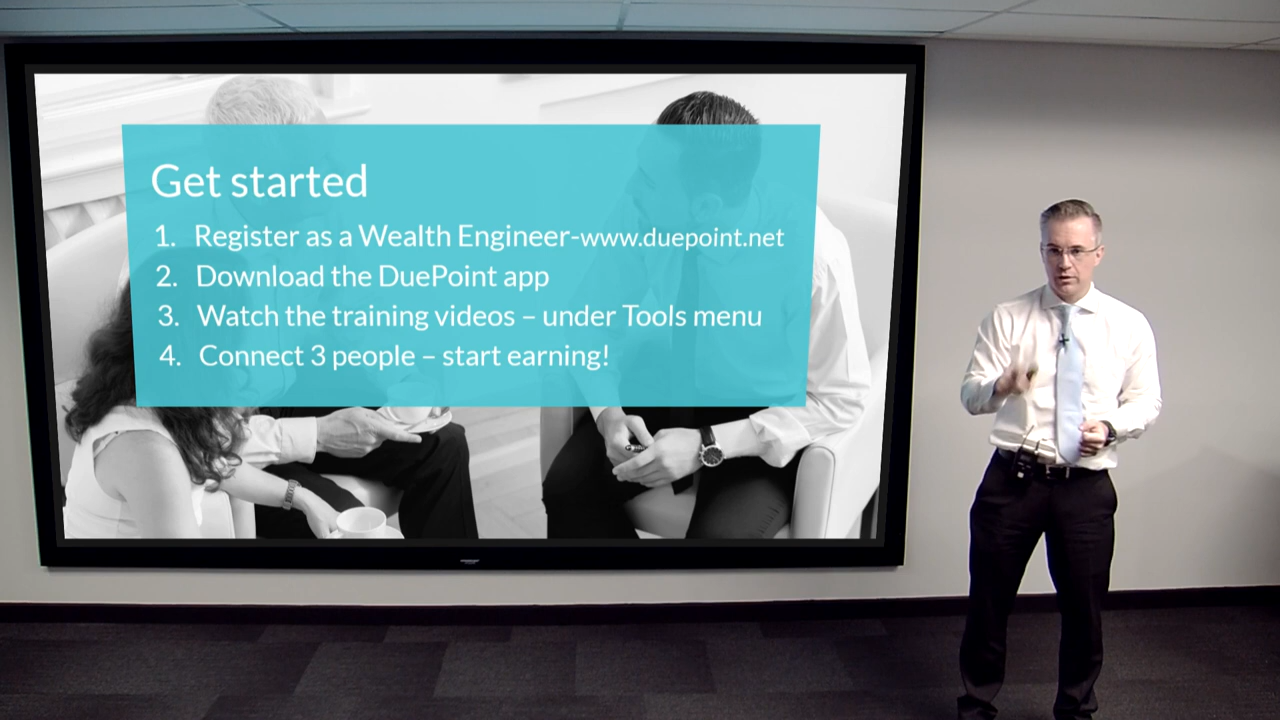 Get started
1. Register as a Wealth Engineer-www.duepoint.net
2. Download the DuePoint app
3. Watch the training videos – under Tools menu
4. Connect 3 people – start earning!